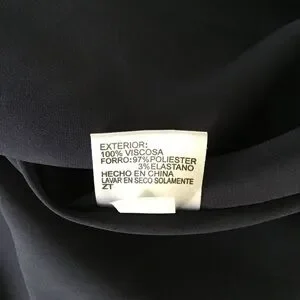 EXTERIOR:
100% VISCOSA
FORRO:97%POLIESTER
3%ELASTANO
HECHO EN CHINA
LAVAR EN SECO SOLAMENTE
ZT